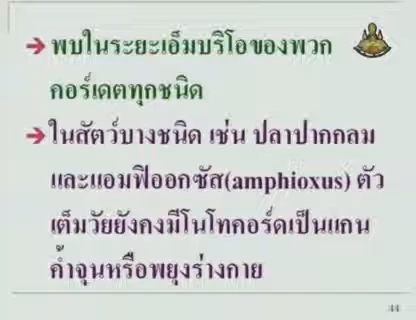 → พบในระยะเอ็มบริโอของพวก
คอร์เดตทุกชนิด
→ ในสัตว์บางชนิด เช่น ปลาปากกลม
และแอมฟิออกซัส(amphioxus) ตัว
เต็มวัยยังคงมีโนโทคอร์ดเป็นแกน
ค้ำจุนหรือพยุงร่างกาย
44